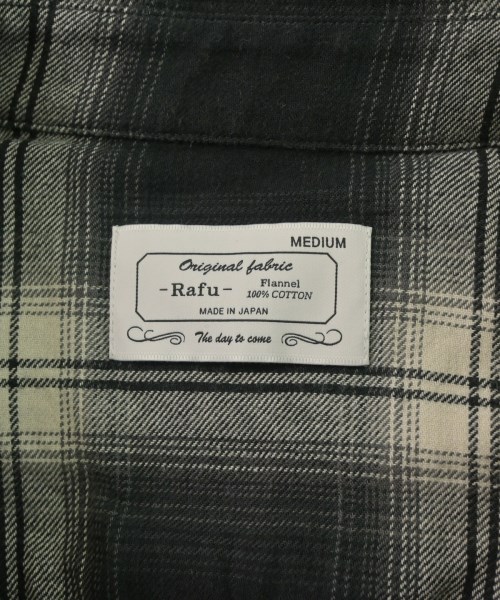 MEDIUM
Original fabric
-Rafu-
Flannel
100% COTTON
MADE IN JAPAN
The day to come